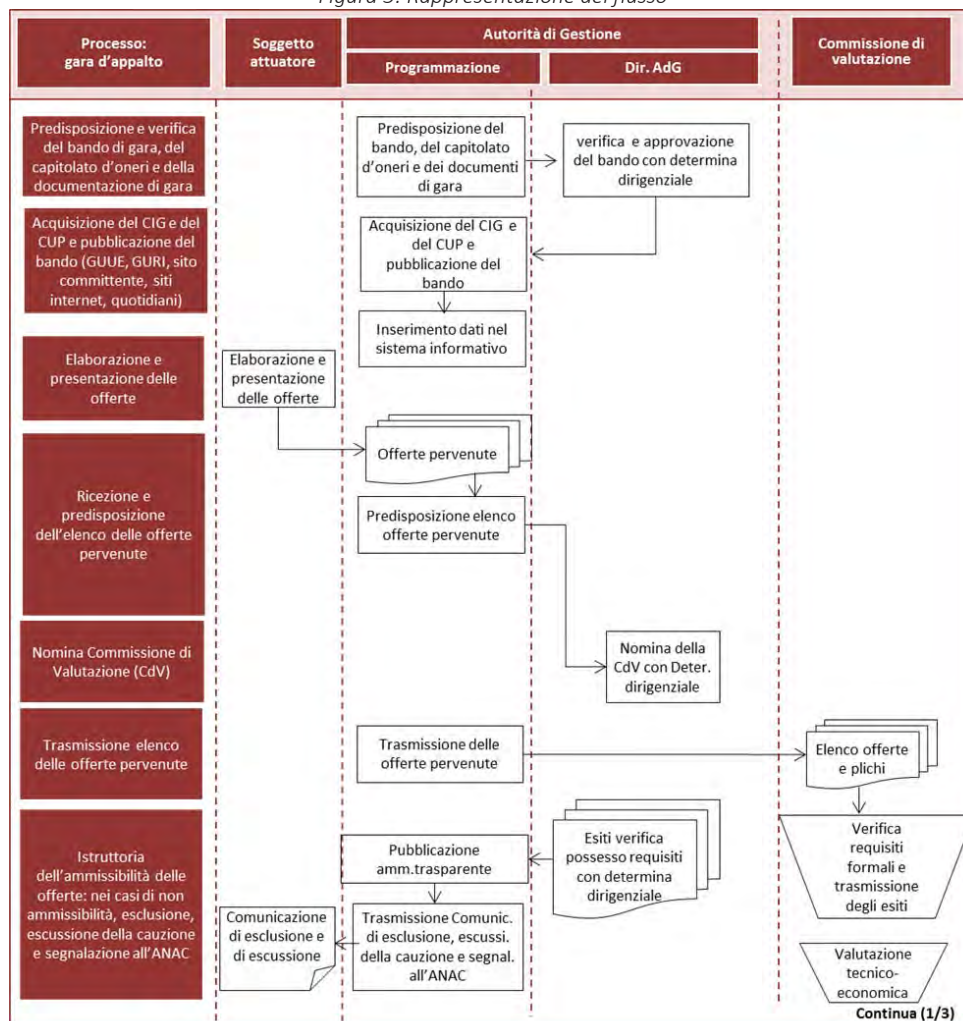 Figura 5: Rappresentazione del flusso
Processo:
gara d'appalto
Soggetto
attuatore
Autorità di Gestione
Programmazione
Dir. AdG
Commissione di
valutazione
Predisposizione e verifica
del bando di gara, del
capitolato d'oneri e della
documentazione di gara
Predisposizione del
bando, del capitolato
d'oneri e dei documenti
di gara
verifica e approvazione
del bando con determina
dirigenziale
Acquisizione del CIG e del
CUP e pubblicazione del
bando (GUUE, GURI, sito
committente, siti
internet, quotidiani)
Acquisizione del CIG e
del CUP e
pubblicazione del
bando
Inserimento dati nel
sistema informativo
Elaborazione e
presentazione delle
offerte
Elaborazione e
presentazione
delle offerte
Offerte pervenute
Ricezione e
predisposizione
dell'elenco delle offerte
pervenute
Predisposizione elenco
offerte pervenute
Nomina Commissione di
Valutazione (CdV)
Nomina della
CdV con Deter.
dirigenziale
Trasmissione elenco
delle offerte pervenute
Trasmissione delle
offerte pervenute
Elenco offerte
e plichi
Istruttoria
dell'ammissibilità delle
offerte: nei casi di non
ammissibilità, esclusione,
escussione della cauzione
e segnalazione all'ANAC
Comunicazione
di esclusione e
di escussione
Pubblicazione
amm.trasparente
Trasmissione Comunic.
di esclusione, escussi.
della cauzione e segnal.
all'ANAC
Esiti verifica
possesso requisiti
con determina
dirigenziale
Verifica
requisiti
formali e
trasmissione
degli esiti
Valutazione
tecnico-
economica
Continua (1/3)